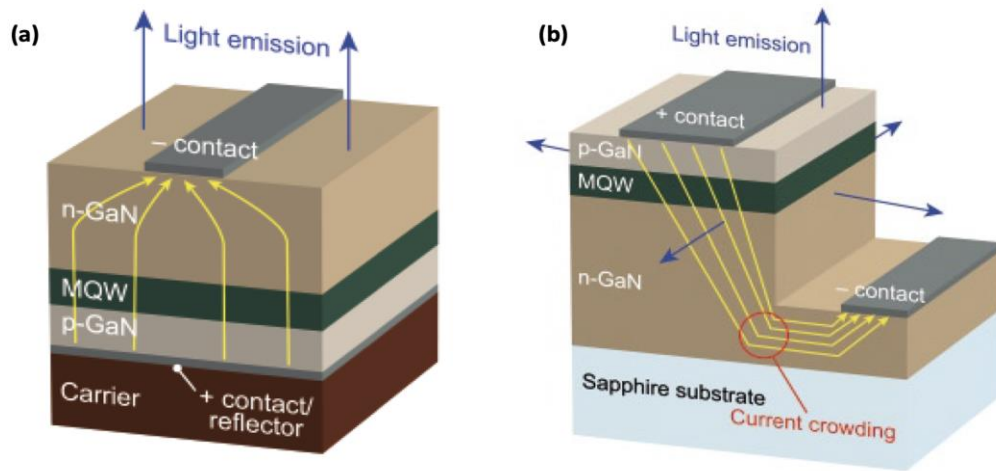 (a)
Light emission
– contact
n-GaN
MQW
p-GaN
Carrier
+ contact/
reflector
(b)
Light emission
+ contact
p-GaN
MQW
n-GaN
– contact
Sapphire substrate
Current crowding